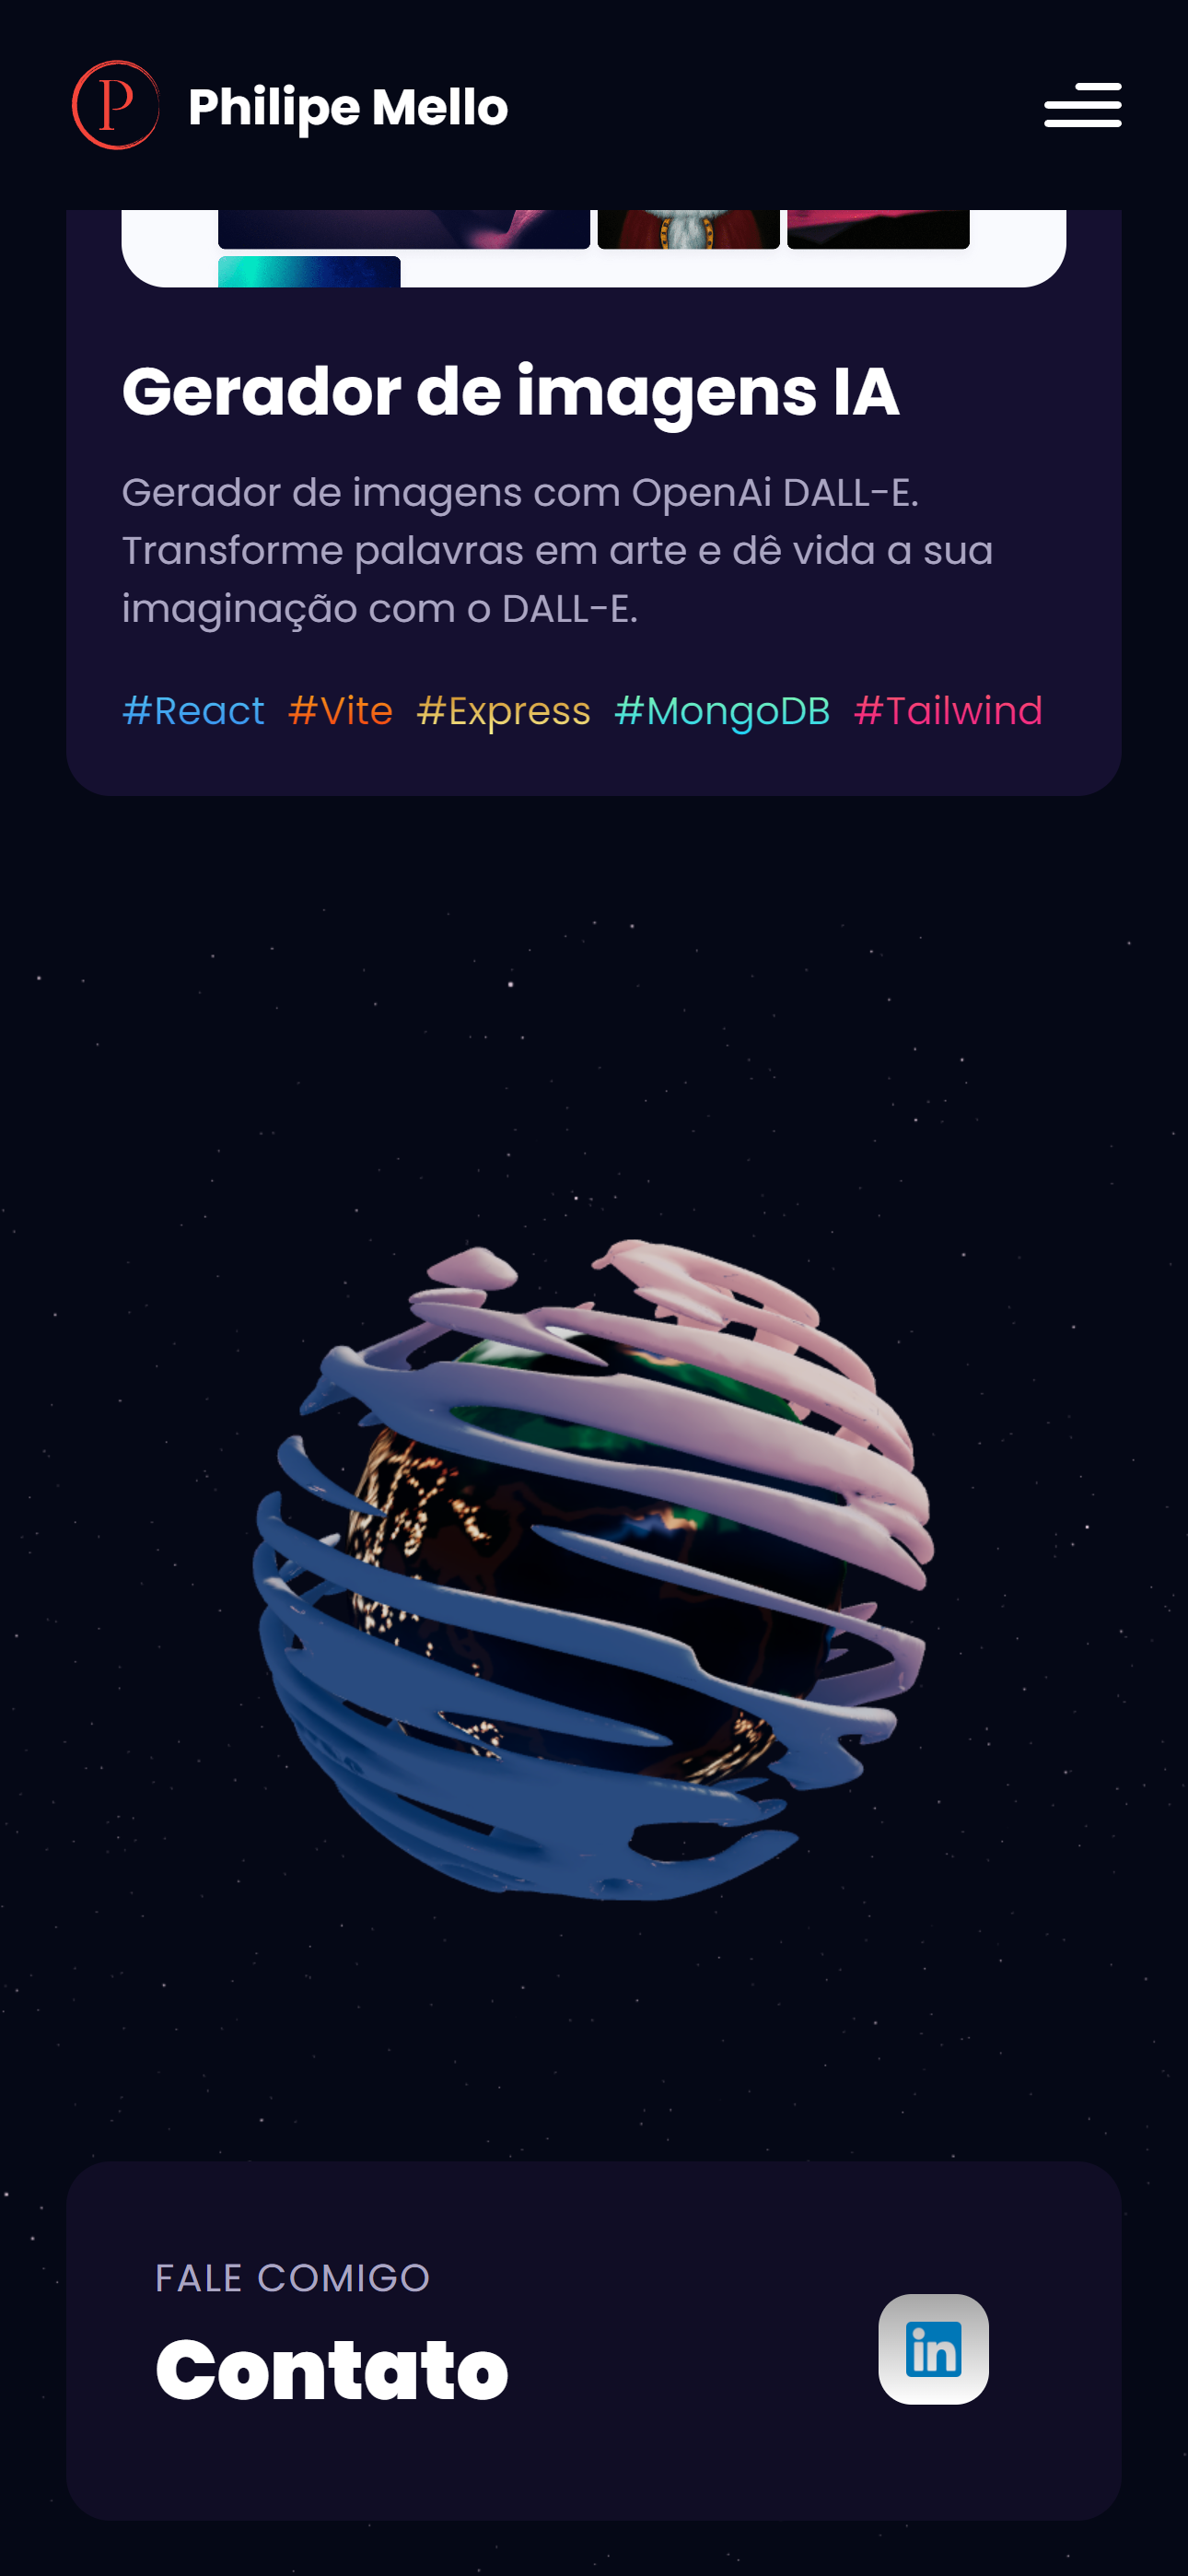 P
Philipe Mello
Gerador de imagens IA
Gerador de imagens com OpenAi DALL-E.
Transforme palavras em arte e dê vida a sua
imaginação com o DALL-E.
#React #Vite #Express #MongoDB #Tailwind
FALE COMIGO
Contato
in